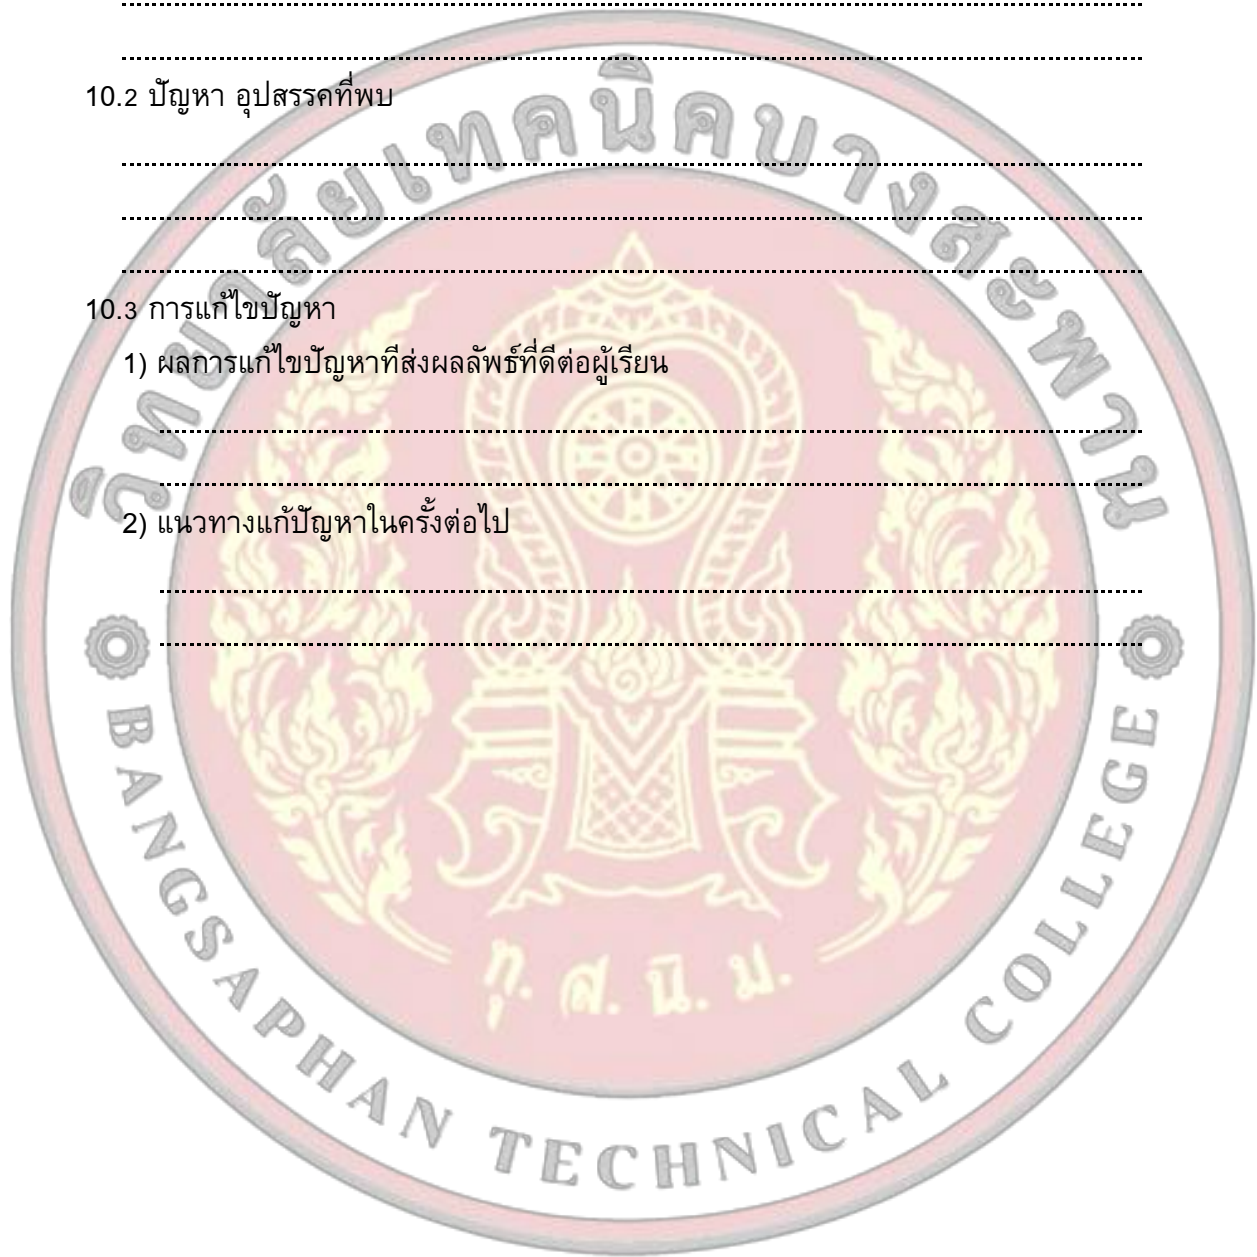 10.2 ปัญหา อุปสรรคที่พบ
10.3 การแก้ไขปัญหา
1) ผลการแก้ไขปัญหาทีส่งผลลัพธ์ที่ดีต่อผู้เรียน
2) แนวทางแก้ปัญหาในครั้งต่อไป
วิทยาลัยเทคนิคบางสะพาน
ทุ. ส. นิ. ม.
BANGSAPHAN TECHNICAL COLLEGE